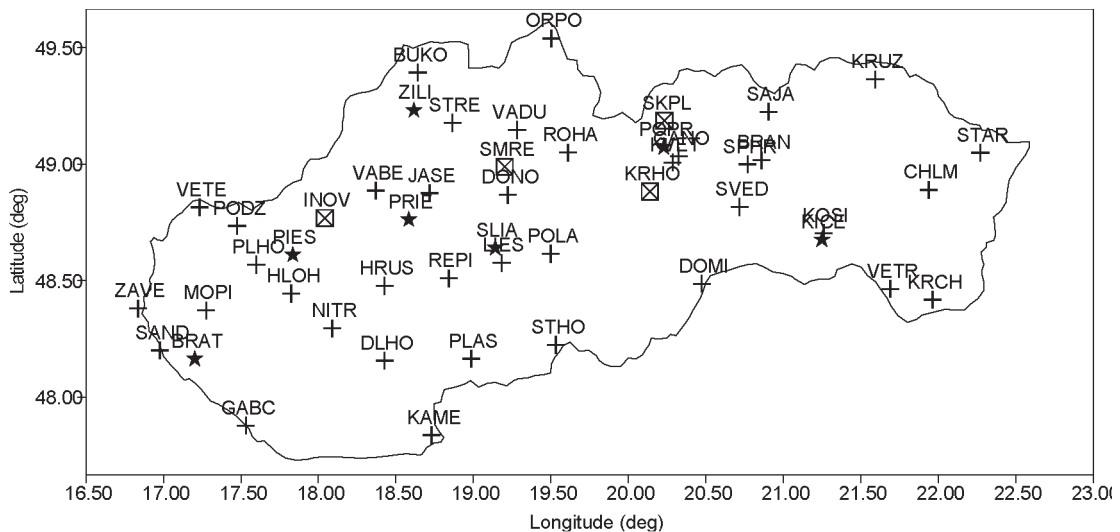 ORPO
49.50
BUKO
KRUZ
ZILI
STRE
VADU
SKPL
SAJA
ROHA
GANO
BRAN
STAR
49.00
SMRE
SPHR
VABE
JASE
DONO
KRHO
CHLM
VETE
PODZ
INOV
PRIE
SVED
KOSI
PIES
SLIA
LIES
POLA
PLHO
REPI
HRUS
DOMI
VETR
KRCH
48.50
HLOH
ZAVE
MOPI
NITR
SAND
BRAT
DLHO
PLAS
STHO
48.00
GABC
KAME
Latitude (deg)
16.50 17.00 17.50 18.00 18.50 19.00 19.50 20.00 20.50 21.00 21.50 22.00 22.50 23.00
Longitude (deg)